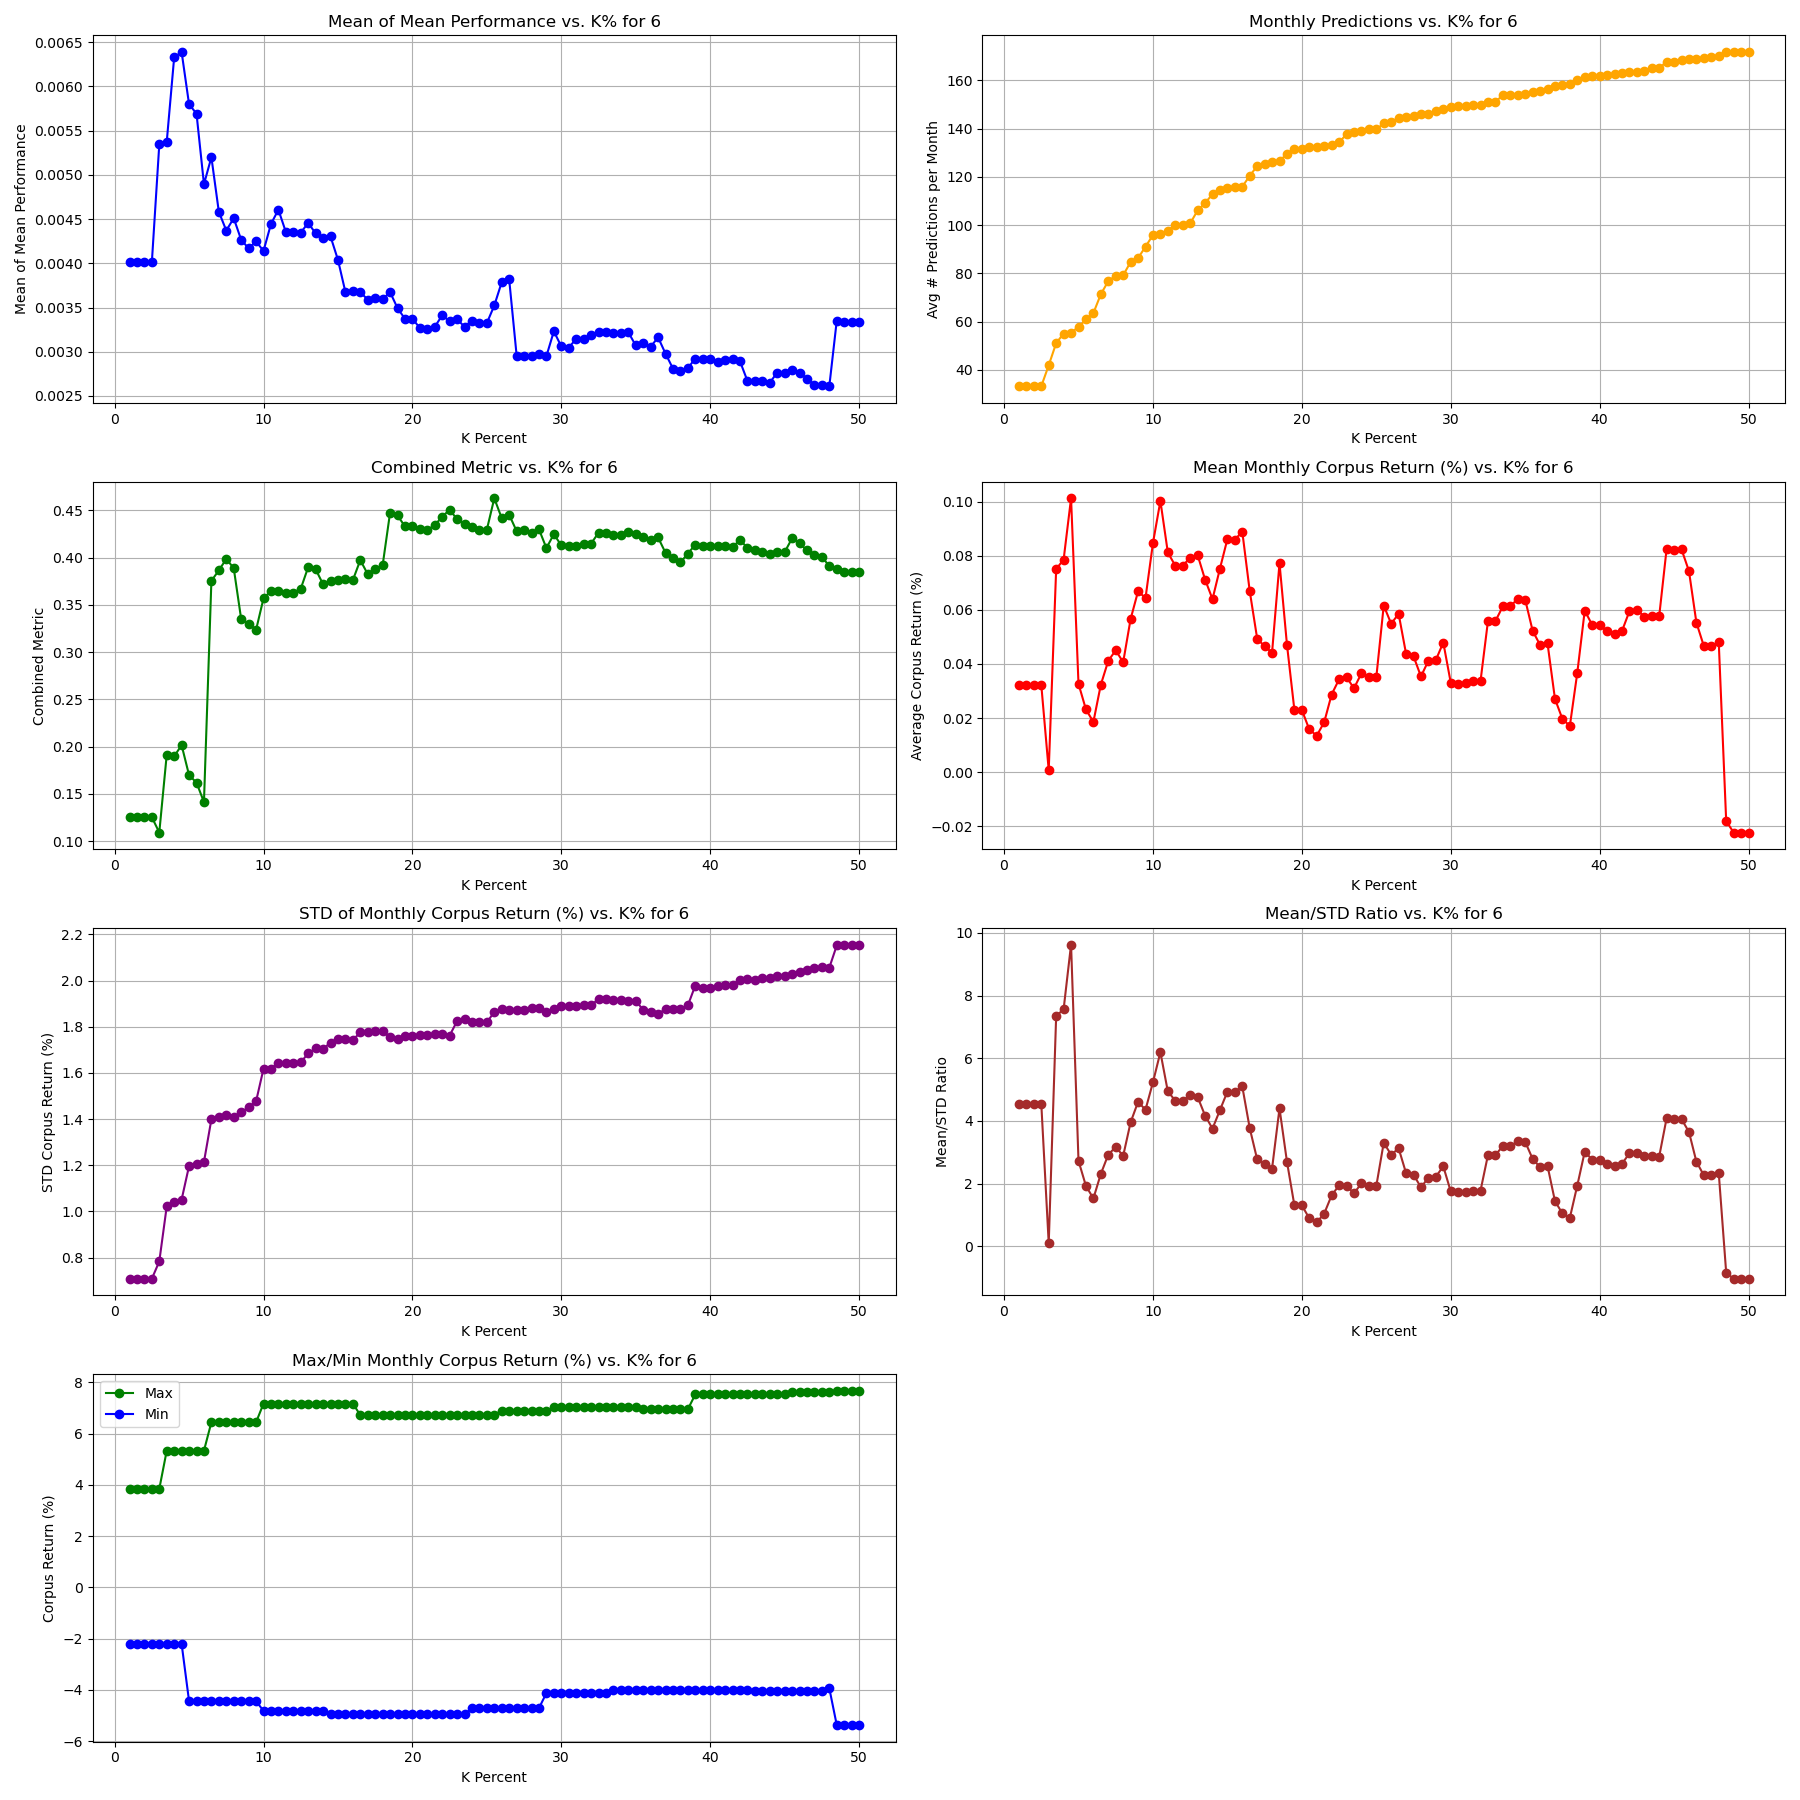 Mean of Mean Performance vs. K% for 6
Mean of Mean Performance
0.0065
0.0060
0.0055
0.0050
0.0045
0.0040
0.0035
0.0030
0.0025
0 10 20 30 40 50
K Percent
Monthly Predictions vs. K% for 6
Avg # Predictions per Month
160
140
120
100
80
60
40
0 10 20 30 40 50
K Percent
Combined Metric vs. K% for 6
Combined Metric
0.45
0.40
0.35
0.30
0.25
0.20
0.15
0.10
0 10 20 30 40 50
K Percent
Mean Monthly Corpus Return (%) vs. K% for 6
Average Corpus Return (%)
0.10
0.08
0.06
0.04
0.02
0.00
−0.02
0 10 20 30 40 50
K Percent
STD of Monthly Corpus Return (%) vs. K% for 6
STD Corpus Return (%)
2.2
2.0
1.8
1.6
1.4
1.2
1.0
0.8
0 10 20 30 40 50
K Percent
Mean/STD Ratio vs. K% for 6
Mean/STD Ratio
10
8
6
4
2
0
0 10 20 30 40 50
K Percent
Max/Min Monthly Corpus Return (%) vs. K% for 6
Corpus Return (%)
Max
Min
8
6
4
2
0
−2
−4
−6
0 10 20 30 40 50
K Percent